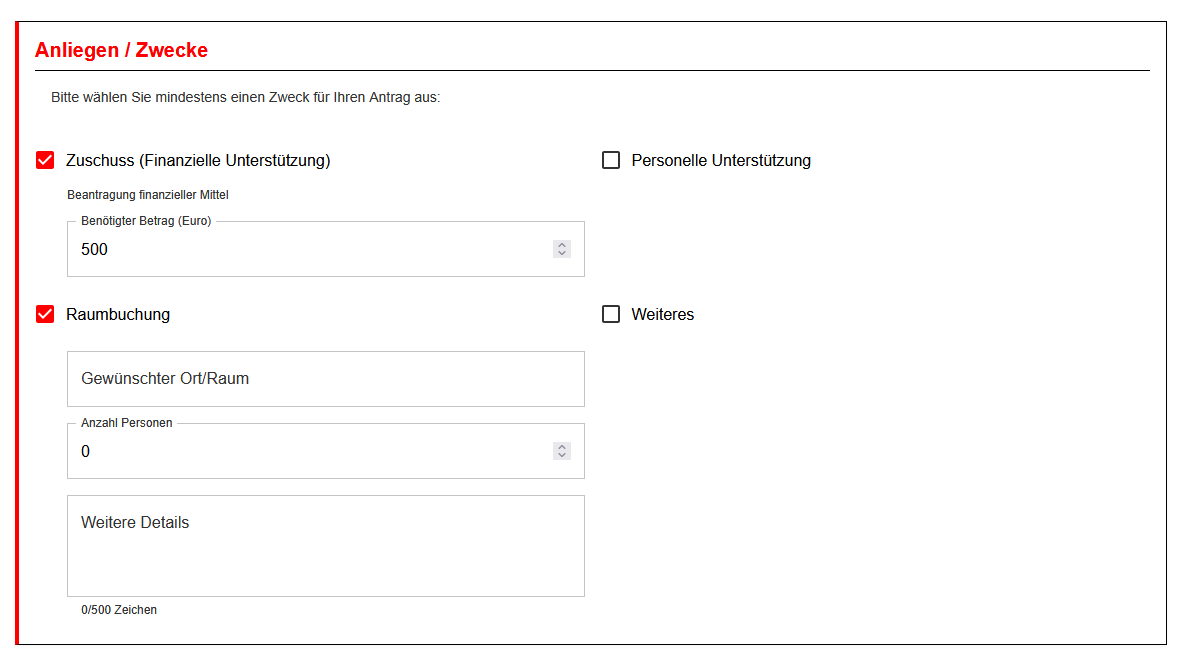 Anliegen / Zwecke
Bitte wählen Sie mindestens einen Zweck für Ihren Antrag aus:
Zuschuss (Finanzielle Unterstützung)
Beantragung finanzieller Mittel
Benötigter Betrag (Euro)
500
Personelle Unterstützung
Raumbuchung
Gewünschter Ort/Raum
Anzahl Personen
0
Weitere Details
0/500 Zeichen
Weiteres